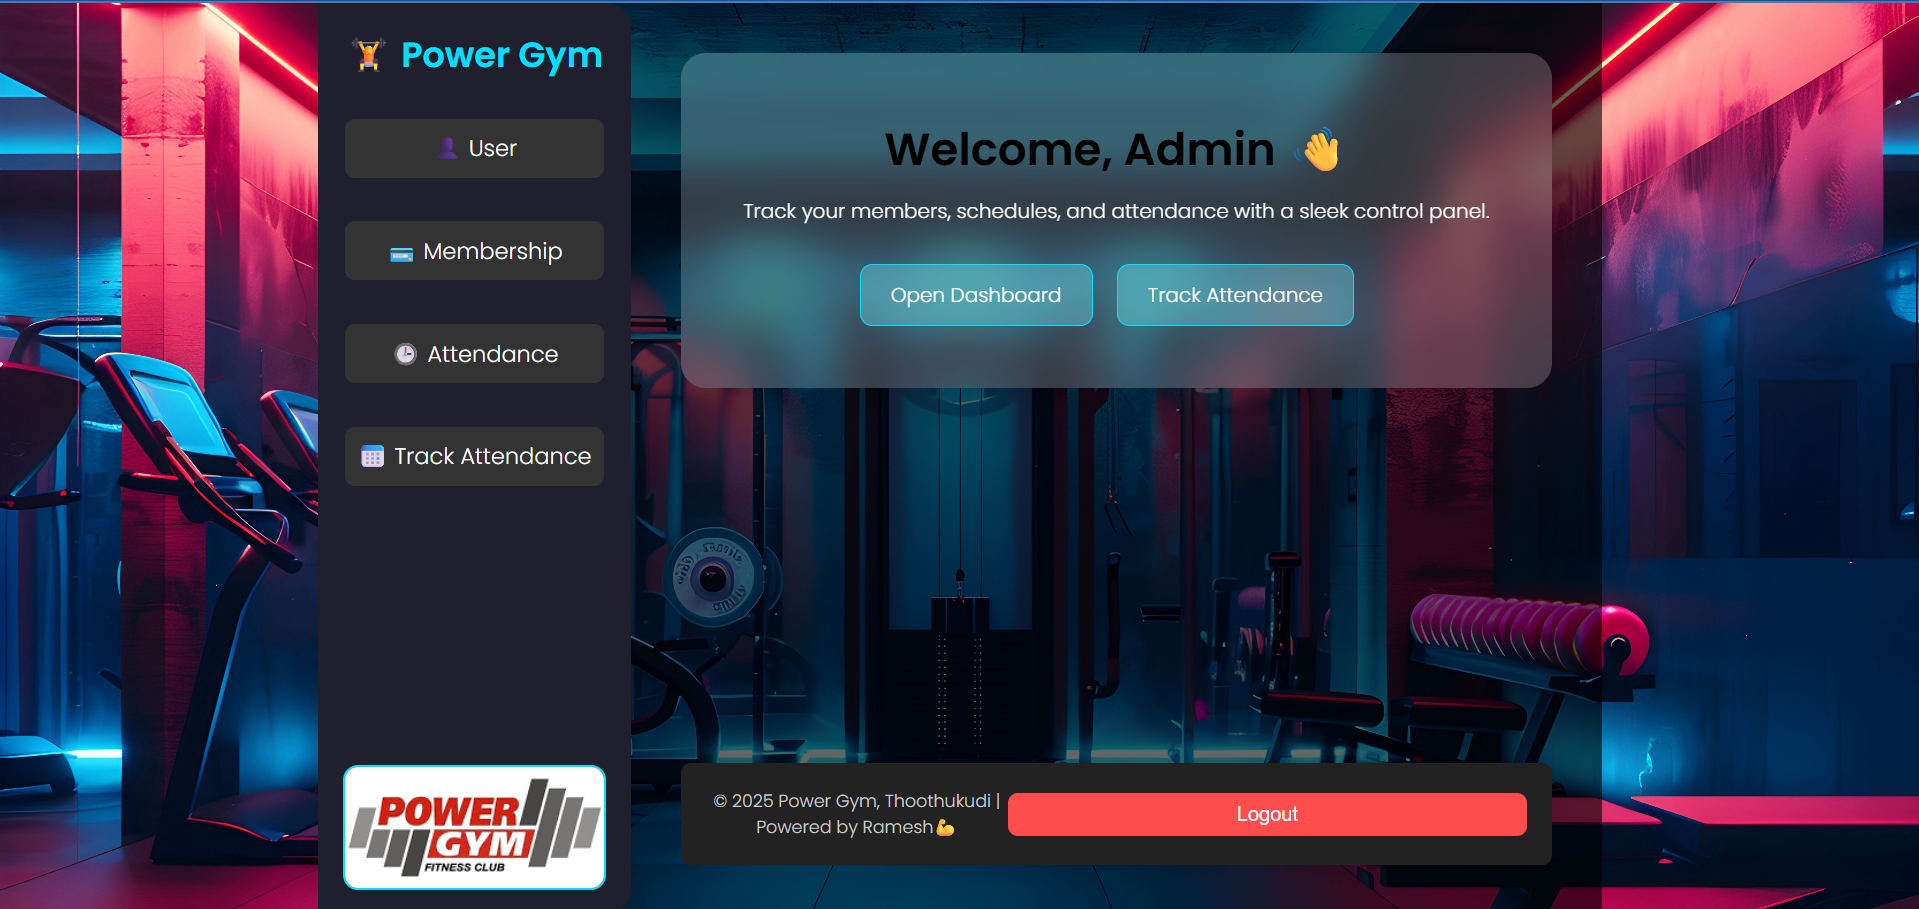 🏋️ Power Gym
👤 User
💳 Membership
🕒 Attendance
📅 Track Attendance
POWER
GYM
FITNESS CLUB
Welcome, Admin 👋
Track your members, schedules, and attendance with a sleek control panel.
Open Dashboard
Track Attendance
© 2025 Power Gym, Thoothukudi |
Powered by Ramesh💪
Logout